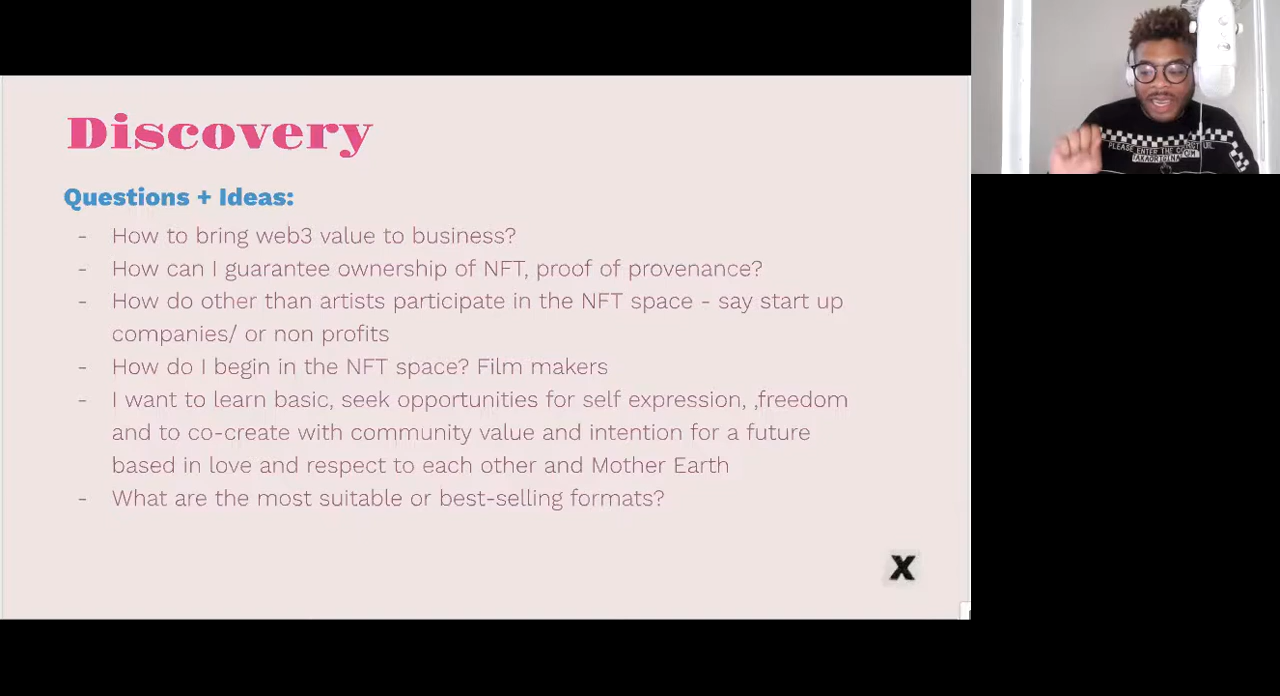 Discovery
Questions + Ideas:
- How to bring web3 value to business?
- How can I guarantee ownership of NFT, proof of provenance?
- How do other than artists participate in the NFT space - say start up
companies/ or non profits
- How do I begin in the NFT space? Film makers
- I want to learn basic, seek opportunities for self expression, ,freedom
and to co-create with community value and intention for a future
based in love and respect to each other and Mother Earth
- What are the most suitable or best-selling formats?
X
PLEASE ENTER THE